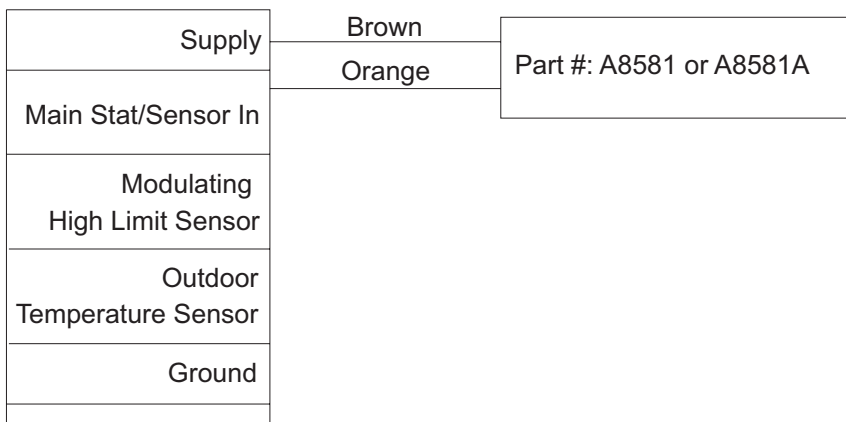 Supply
Brown
Orange
Part #: A8581 or A8581A
Main Stat/Sensor In
Modulating
High Limit Sensor
Outdoor
Temperature Sensor
Ground